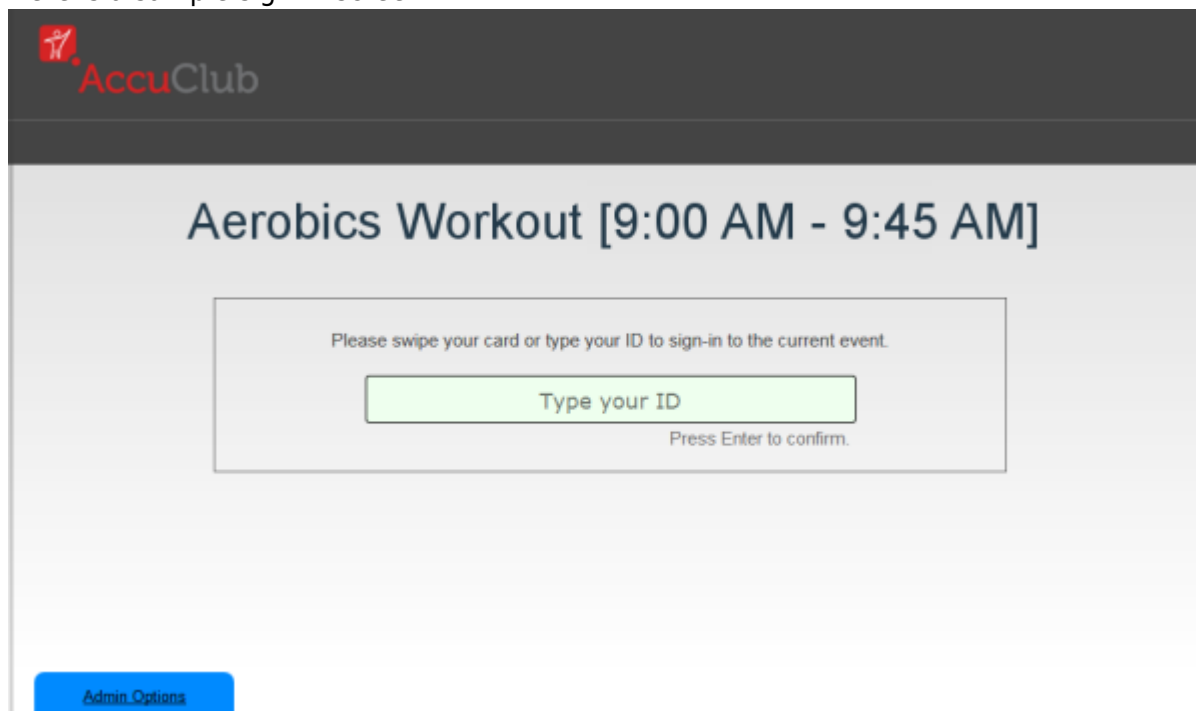 AccuClub
Aerobics Workout [9:00 AM - 9:45 AM]
Please swipe your card or type your ID to sign-in to the current event.
Type your ID
Press Enter to confirm.
Admin Options